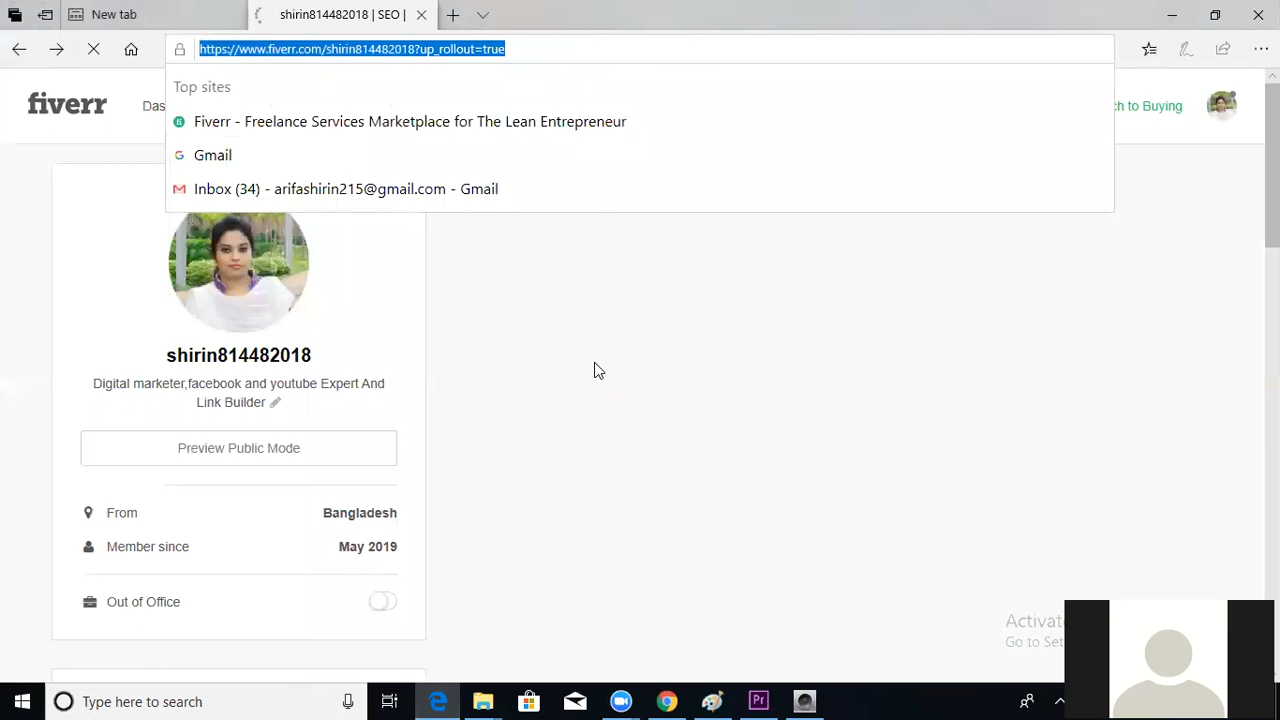 New tab
shirin814482018 | SEO |
https://www.fiverr.com/shirin814482018?up_rollout=true
Top sites
Fiverr - Freelance Services Marketplace for The Lean Entrepreneur
Gmail
Inbox (34) - arifashirin215@gmail.com - Gmail
fiverr
Das
ch to Buying
shirin814482018
Digital marketer,facebook and youtube Expert And
Link Builder
Preview Public Mode
From Bangladesh
Member since May 2019
Out of Office
Activat
Go to Set
Type here to search
Pr